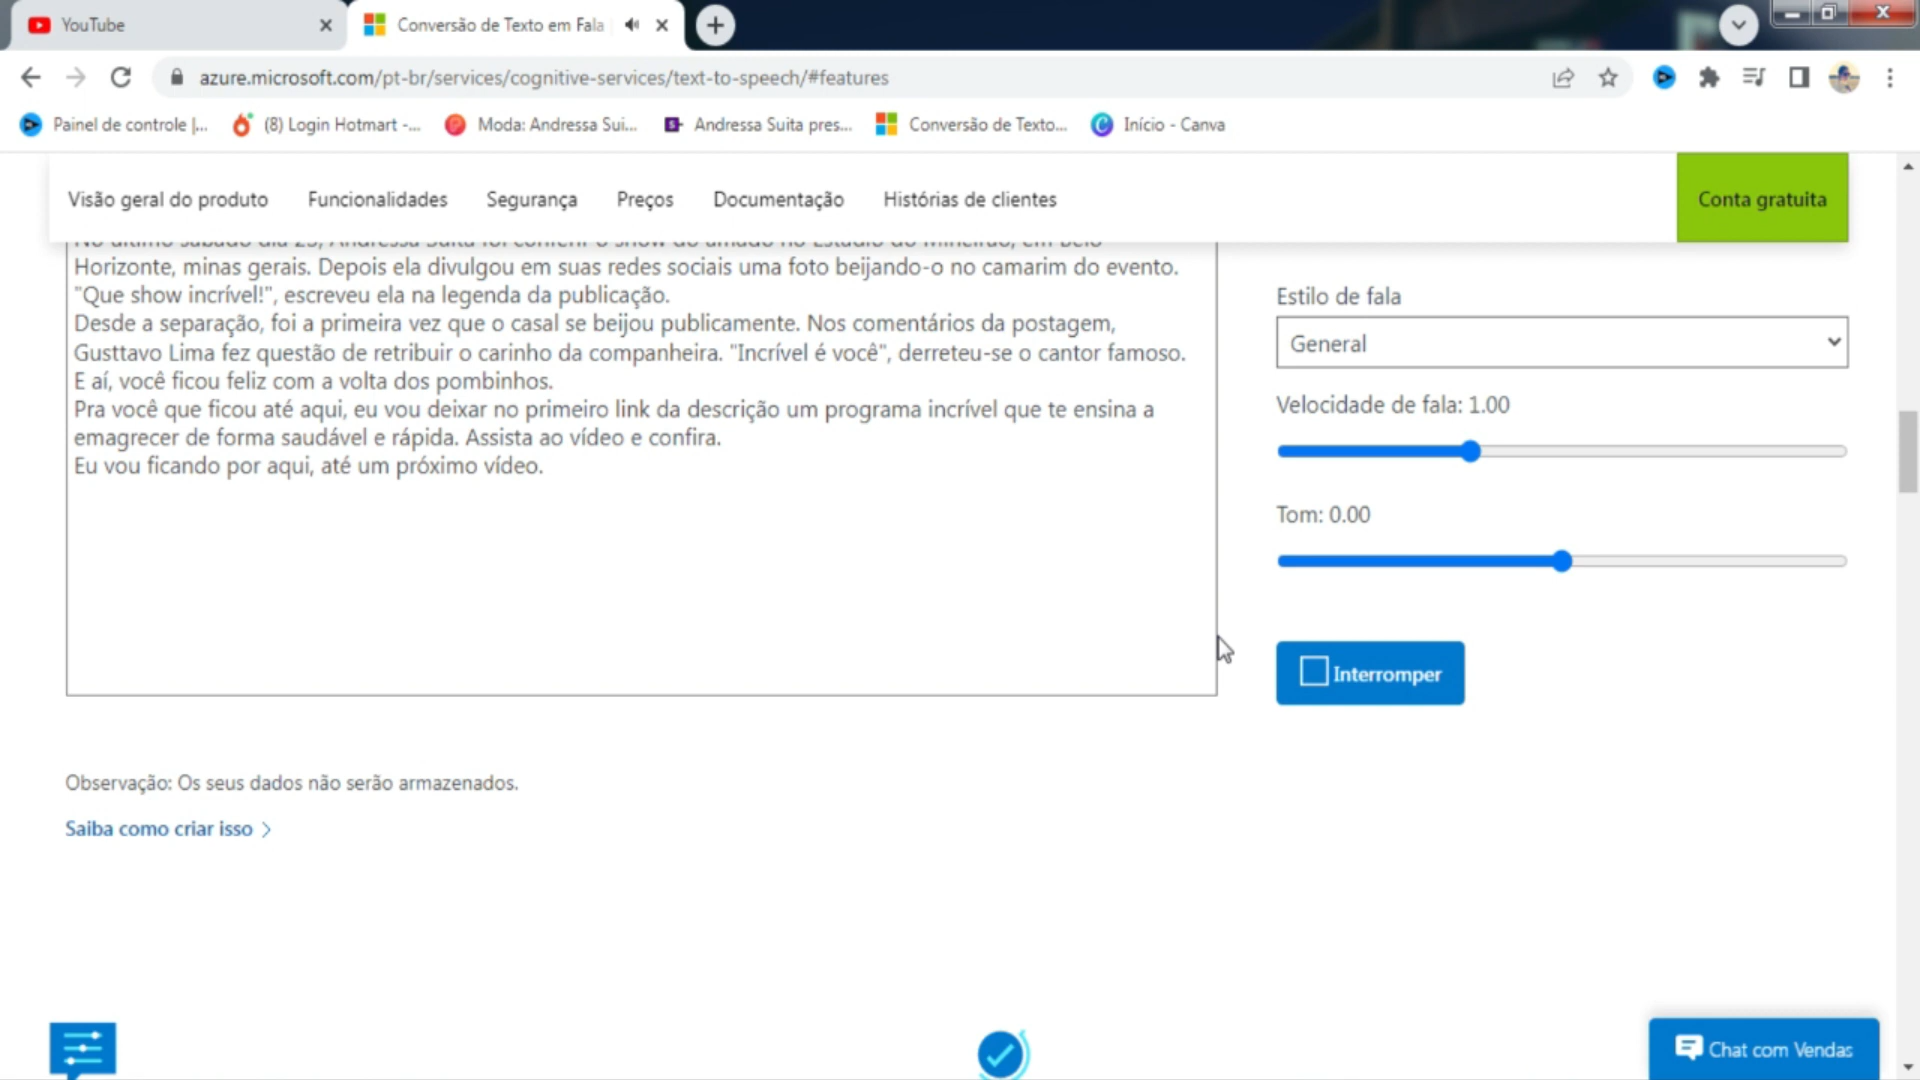 YouTube
Conversão de Texto em Fala
azure.microsoft.com/pt-br/services/cognitive-services/text-to-speech/#features
Painel de controle |... (8) Login Hotmart -... Moda: Andressa Sui... Andressa Suita pres... Conversão de Texto... Início - Canva
Visão geral do produto Funcionalidades Segurança Preços Documentação Histórias de clientes Conta gratuita
No último sábado dia 25, Andressa Suita foi conferir o show do amado no Estádio do Mineirão, em Belo
Horizonte, minas gerais. Depois ela divulgou em suas redes sociais uma foto beijando-o no camarim do evento.
"Que show incrível!", escreveu ela na legenda da publicação.
Desde a separação, foi a primeira vez que o casal se beijou publicamente. Nos comentários da postagem,
Gusttavo Lima fez questão de retribuir o carinho da companheira. "Incrível é você", derreteu-se o cantor famoso.
E aí, você ficou feliz com a volta dos pombinhos.
Pra você que ficou até aqui, eu vou deixar no primeiro link da descrição um programa incrível que te ensina a
emagrecer de forma saudável e rápida. Assista ao vídeo e confira.
Eu vou ficando por aqui, até um próximo vídeo.
Estilo de fala
General
Velocidade de fala: 1.00
Tom: 0.00
Interromper
Observação: Os seus dados não serão armazenados.
Saiba como criar isso
Chat com Vendas